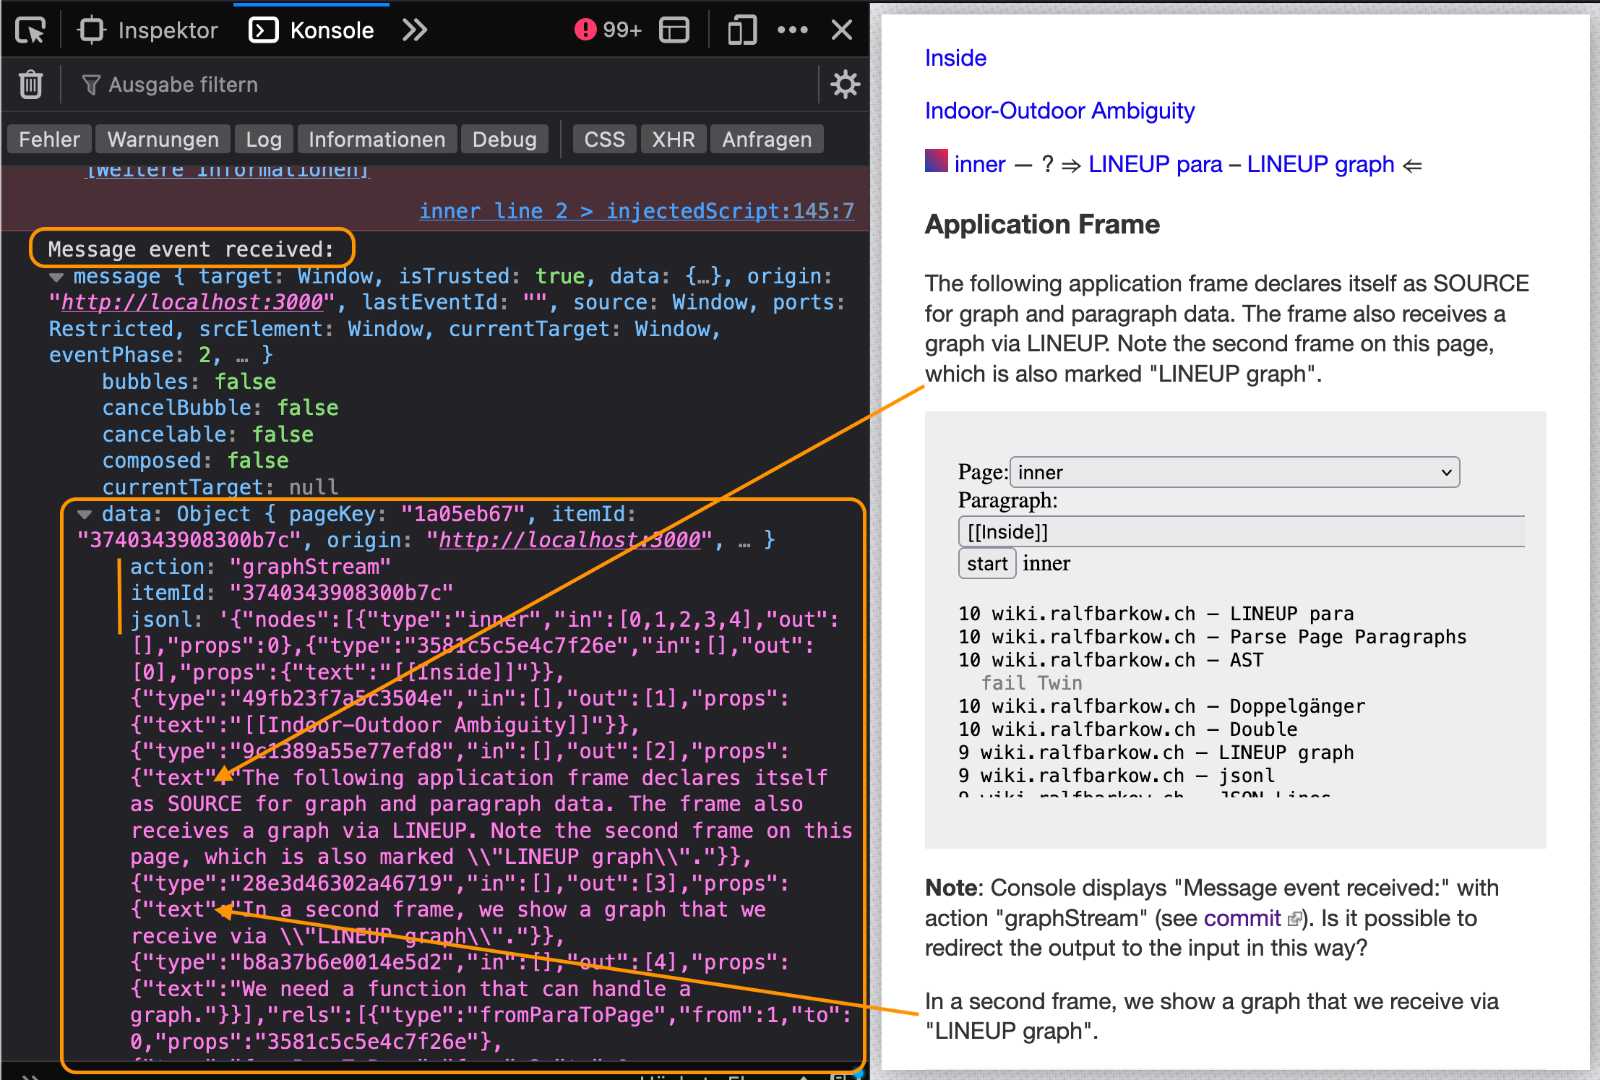 Inspektor
Konsole
99+
Ausgabe filtern
Fehler
Warnungen
Log
Informationen
Debug
CSS
XHR
Anfragen
[Weitere Informationen]
inner line 2 > injectedScript:145:7
Message event received:
message { target: Window, isTrusted: true, data: {…}, origin:
"http://localhost:3000", lastEventId: "", source: Window, ports:
Restricted, srcElement: Window, currentTarget: Window,
eventPhase: 2, … }
bubbles: false
cancelBubble: false
cancelable: false
composed: false
currentTarget: null
data: Object { pageKey: "1a05eb67", itemId:
"3740343908300b7c", origin: "http://localhost:3000", … }
action: "graphStream"
itemId: "3740343908300b7c"
jsonl: '{"nodes":[{"type":"inner","in":[0,1,2,3,4],"out":
[],"props":0},{"type":"3581c5c5e4c7f26e","in":[],"out":
[0],"props":{"text":"[[Inside]]"}},
{"type":"49fb23f7a5c3504e","in":[],"out":[1],"props":
{"text":"[[Indoor-Outdoor Ambiguity]]"}},
{"type":"9c1389a55e77efd8","in":[],"out":[2],"props":
{"text":"The following application frame declares itself
as SOURCE for graph and paragraph data. The frame also
receives a graph via LINEUP. Note the second frame on this
page, which is also marked \\"LINEUP graph\\"."}},
{"type":"28e3d46302a46719","in":[],"out":[3],"props":
{"text":"In a second frame, we show a graph that we
receive via \\"LINEUP graph\\"."}},
{"type":"b8a37b6e0014e5d2","in":[],"out":[4],"props":
{"text":"We need a function that can handle a
graph."}}],"rels":[{"type":"fromParaToPage","from":1,"to":
0,"props":"3581c5c5e4c7f26e"},
Inside
Indoor-Outdoor Ambiguity
inner — ? ⇒ LINEUP para – LINEUP graph ⇐
Application Frame
The following application frame declares itself as SOURCE
for graph and paragraph data. The frame also receives a
graph via LINEUP. Note the second frame on this page,
which is also marked "LINEUP graph".
Page: inner
Paragraph:
[[Inside]]
start inner
10 wiki.ralfbarkow.ch – LINEUP para
10 wiki.ralfbarkow.ch – Parse Page Paragraphs
10 wiki.ralfbarkow.ch – AST
fail Twin
10 wiki.ralfbarkow.ch – Doppelgänger
10 wiki.ralfbarkow.ch – Double
9 wiki.ralfbarkow.ch – LINEUP graph
9 wiki.ralfbarkow.ch – jsonl
9 wiki.ralfbarkow.ch – JSON Lines
Note: Console displays "Message event received:" with
action "graphStream" (see commit). Is it possible to
redirect the output to the input in this way?
In a second frame, we show a graph that we receive via
"LINEUP graph".